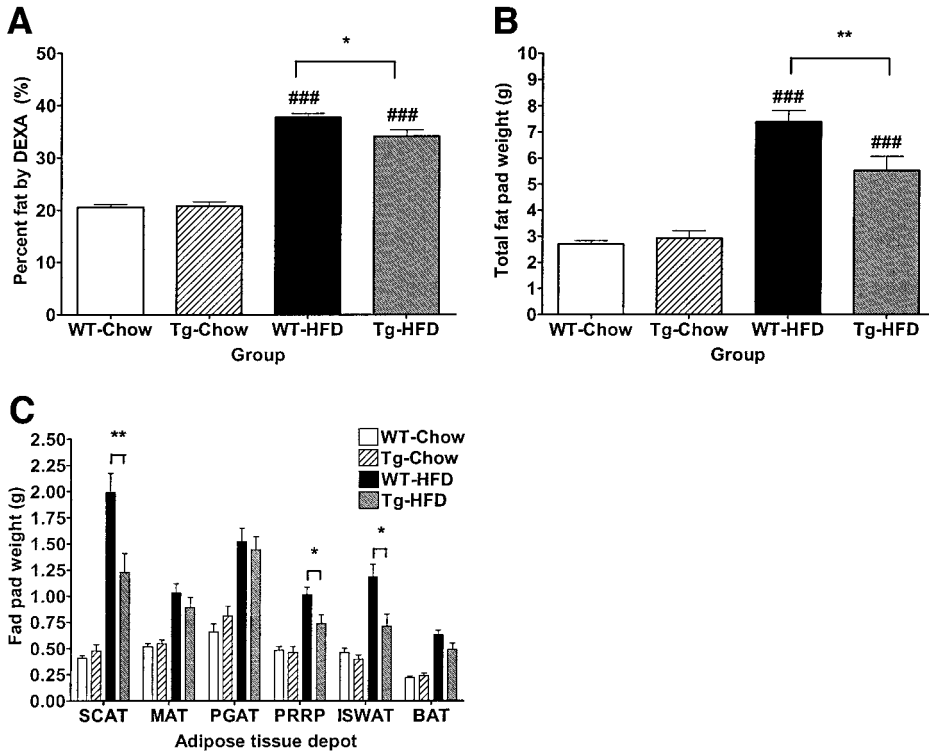 A
Percent fat by DEXA (%)
50
40
30
20
10
0
*
###
###
WT-Chow Tg-Chow WT-HFD Tg-HFD
Group
B
Total fat pad weight (g)
10
9
8
7
6
5
4
3
2
1
0
**
###
###
WT-Chow Tg-Chow WT-HFD Tg-HFD
Group
C
Fad pad weight (g)
2.50
2.25
2.00
1.75
1.50
1.25
1.00
0.75
0.50
0.25
0.00
**
*
*
WT-Chow
Tg-Chow
WT-HFD
Tg-HFD
SCAT MAT PGAT PRRP ISWAT BAT
Adipose tissue depot